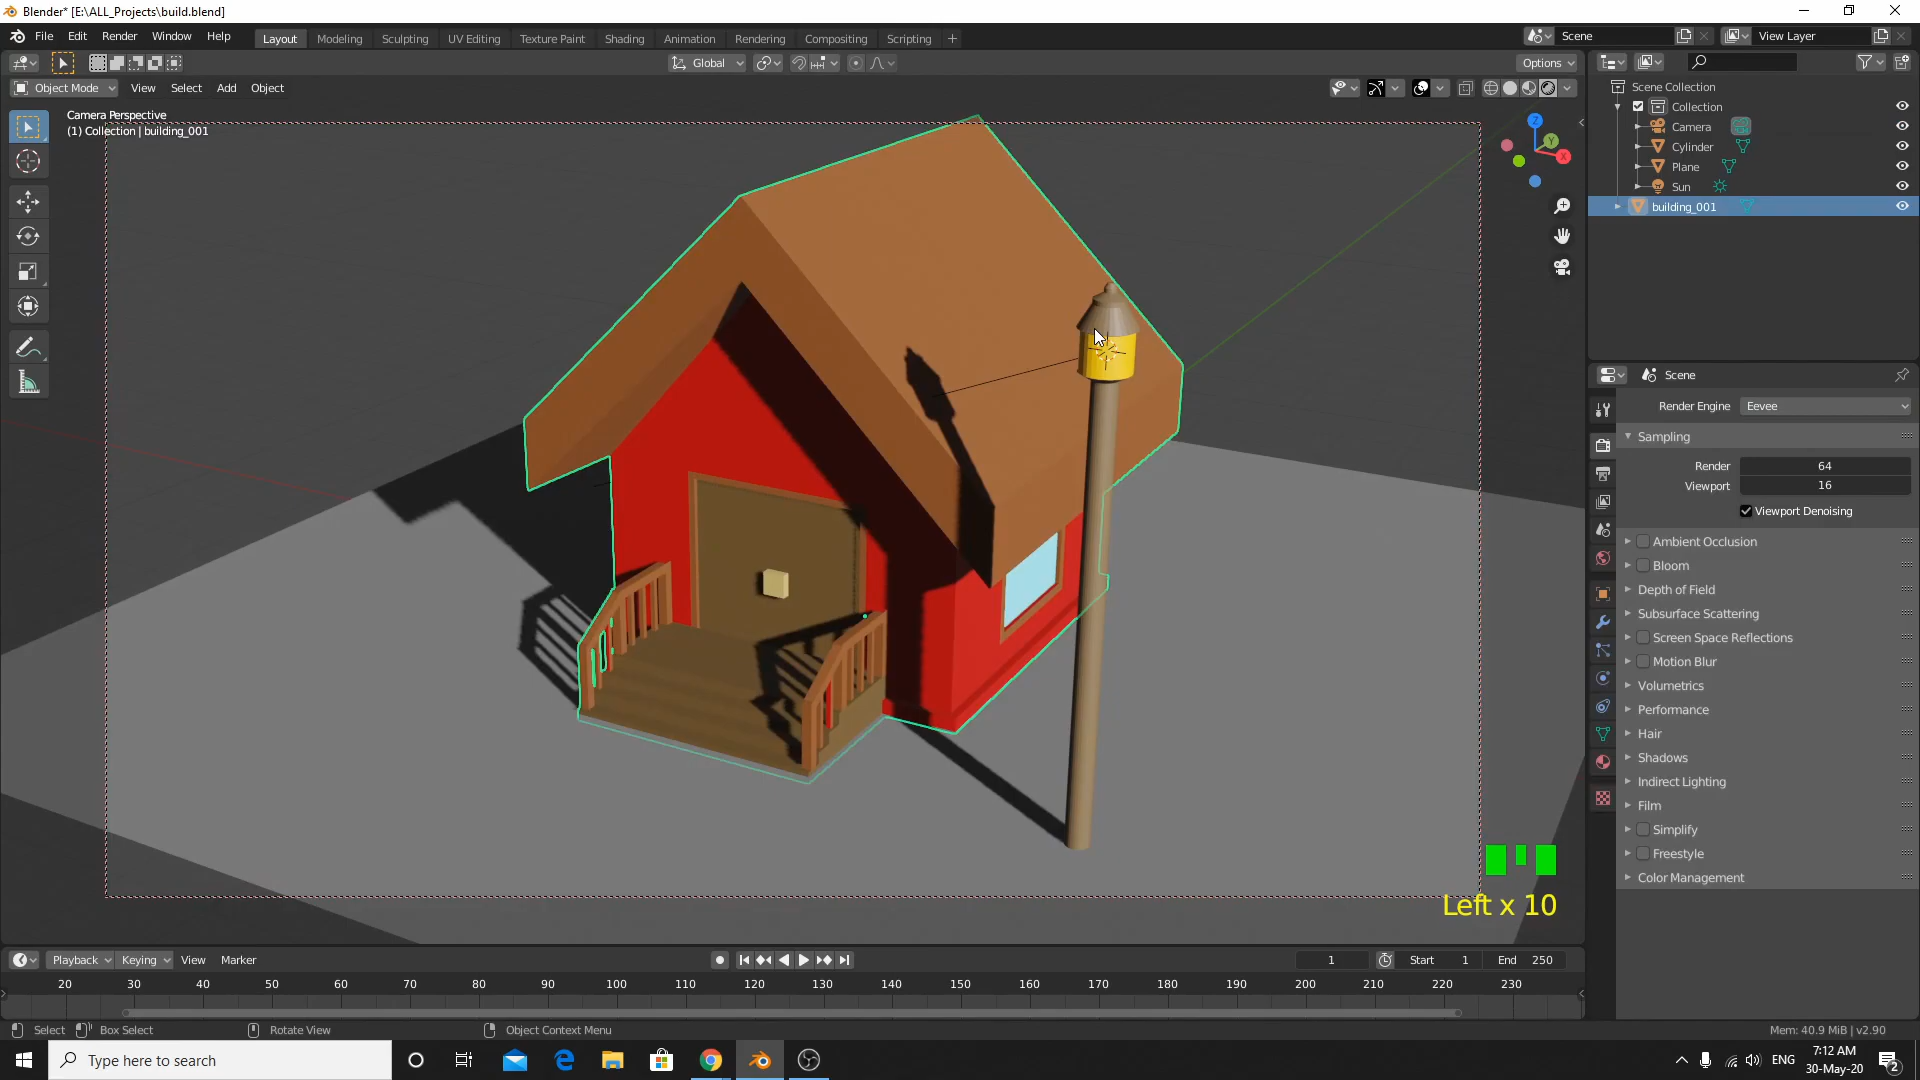 Blender* [E:\ALL_Projects\build.blend]
File Edit Render Window Help
Layout Modeling Sculpting UV Editing Texture Paint Shading Animation Rendering Compositing Scripting +
Scene
View Layer
Global
Options
Object Mode View Select Add Object
Camera Perspective
(1) Collection | building_001
Z
Y
X
Scene Collection
Collection
Camera
Cylinder
Plane
Sun
building_001
Scene
Render Engine Eevee
Sampling
Render 64
Viewport 16
Viewport Denoising
Ambient Occlusion
Bloom
Depth of Field
Subsurface Scattering
Screen Space Reflections
Motion Blur
Volumetrics
Performance
Hair
Shadows
Indirect Lighting
Film
Simplify
Freestyle
Color Management
Left x 10
Playback Keying View Marker
1 Start 1 End 250
20 30 40 50 60 70 80 90 100 110 120 130 140 150 160 170 180 190 200 210 220 230
Select Box Select Rotate View Object Context Menu
Mem: 40.9 MiB | v2.90
Type here to search
ENG
7:12 AM
30-May-20
2